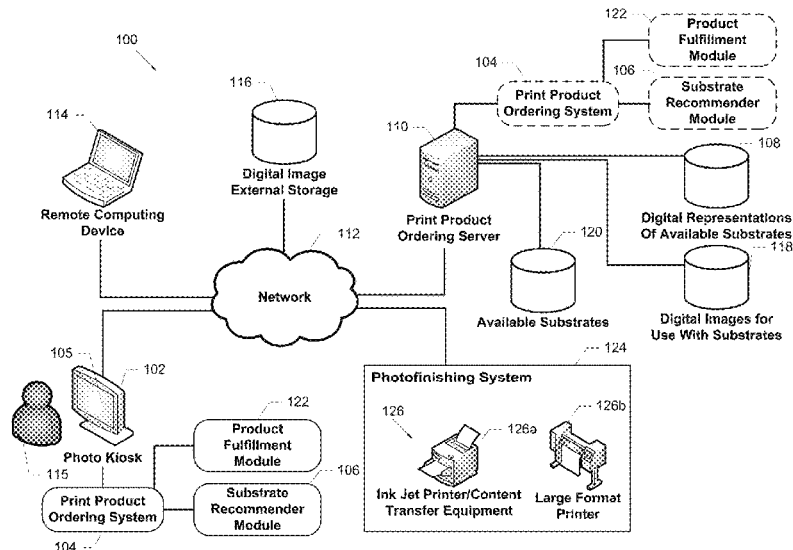 100
122
Product
Fulfillment
Module
104
106
116
Print Product
Ordering System
Substrate
Recommender
Module
114
110
108
Digital Image
External Storage
Remote Computing
Device
Print Product
Ordering Server
Digital Representations
Of Available Substrates
112
120
118
Network
Available Substrates
Digital Images for
Use With Substrates
124
105
102
Photofinishing System
122
126
126a
126b
Product
Fulfillment
Module
Photo Kiosk
115
106
Ink Jet Printer/Content
Transfer Equipment
Large Format
Printer
Print Product
Ordering System
Substrate
Recommender
Module
104